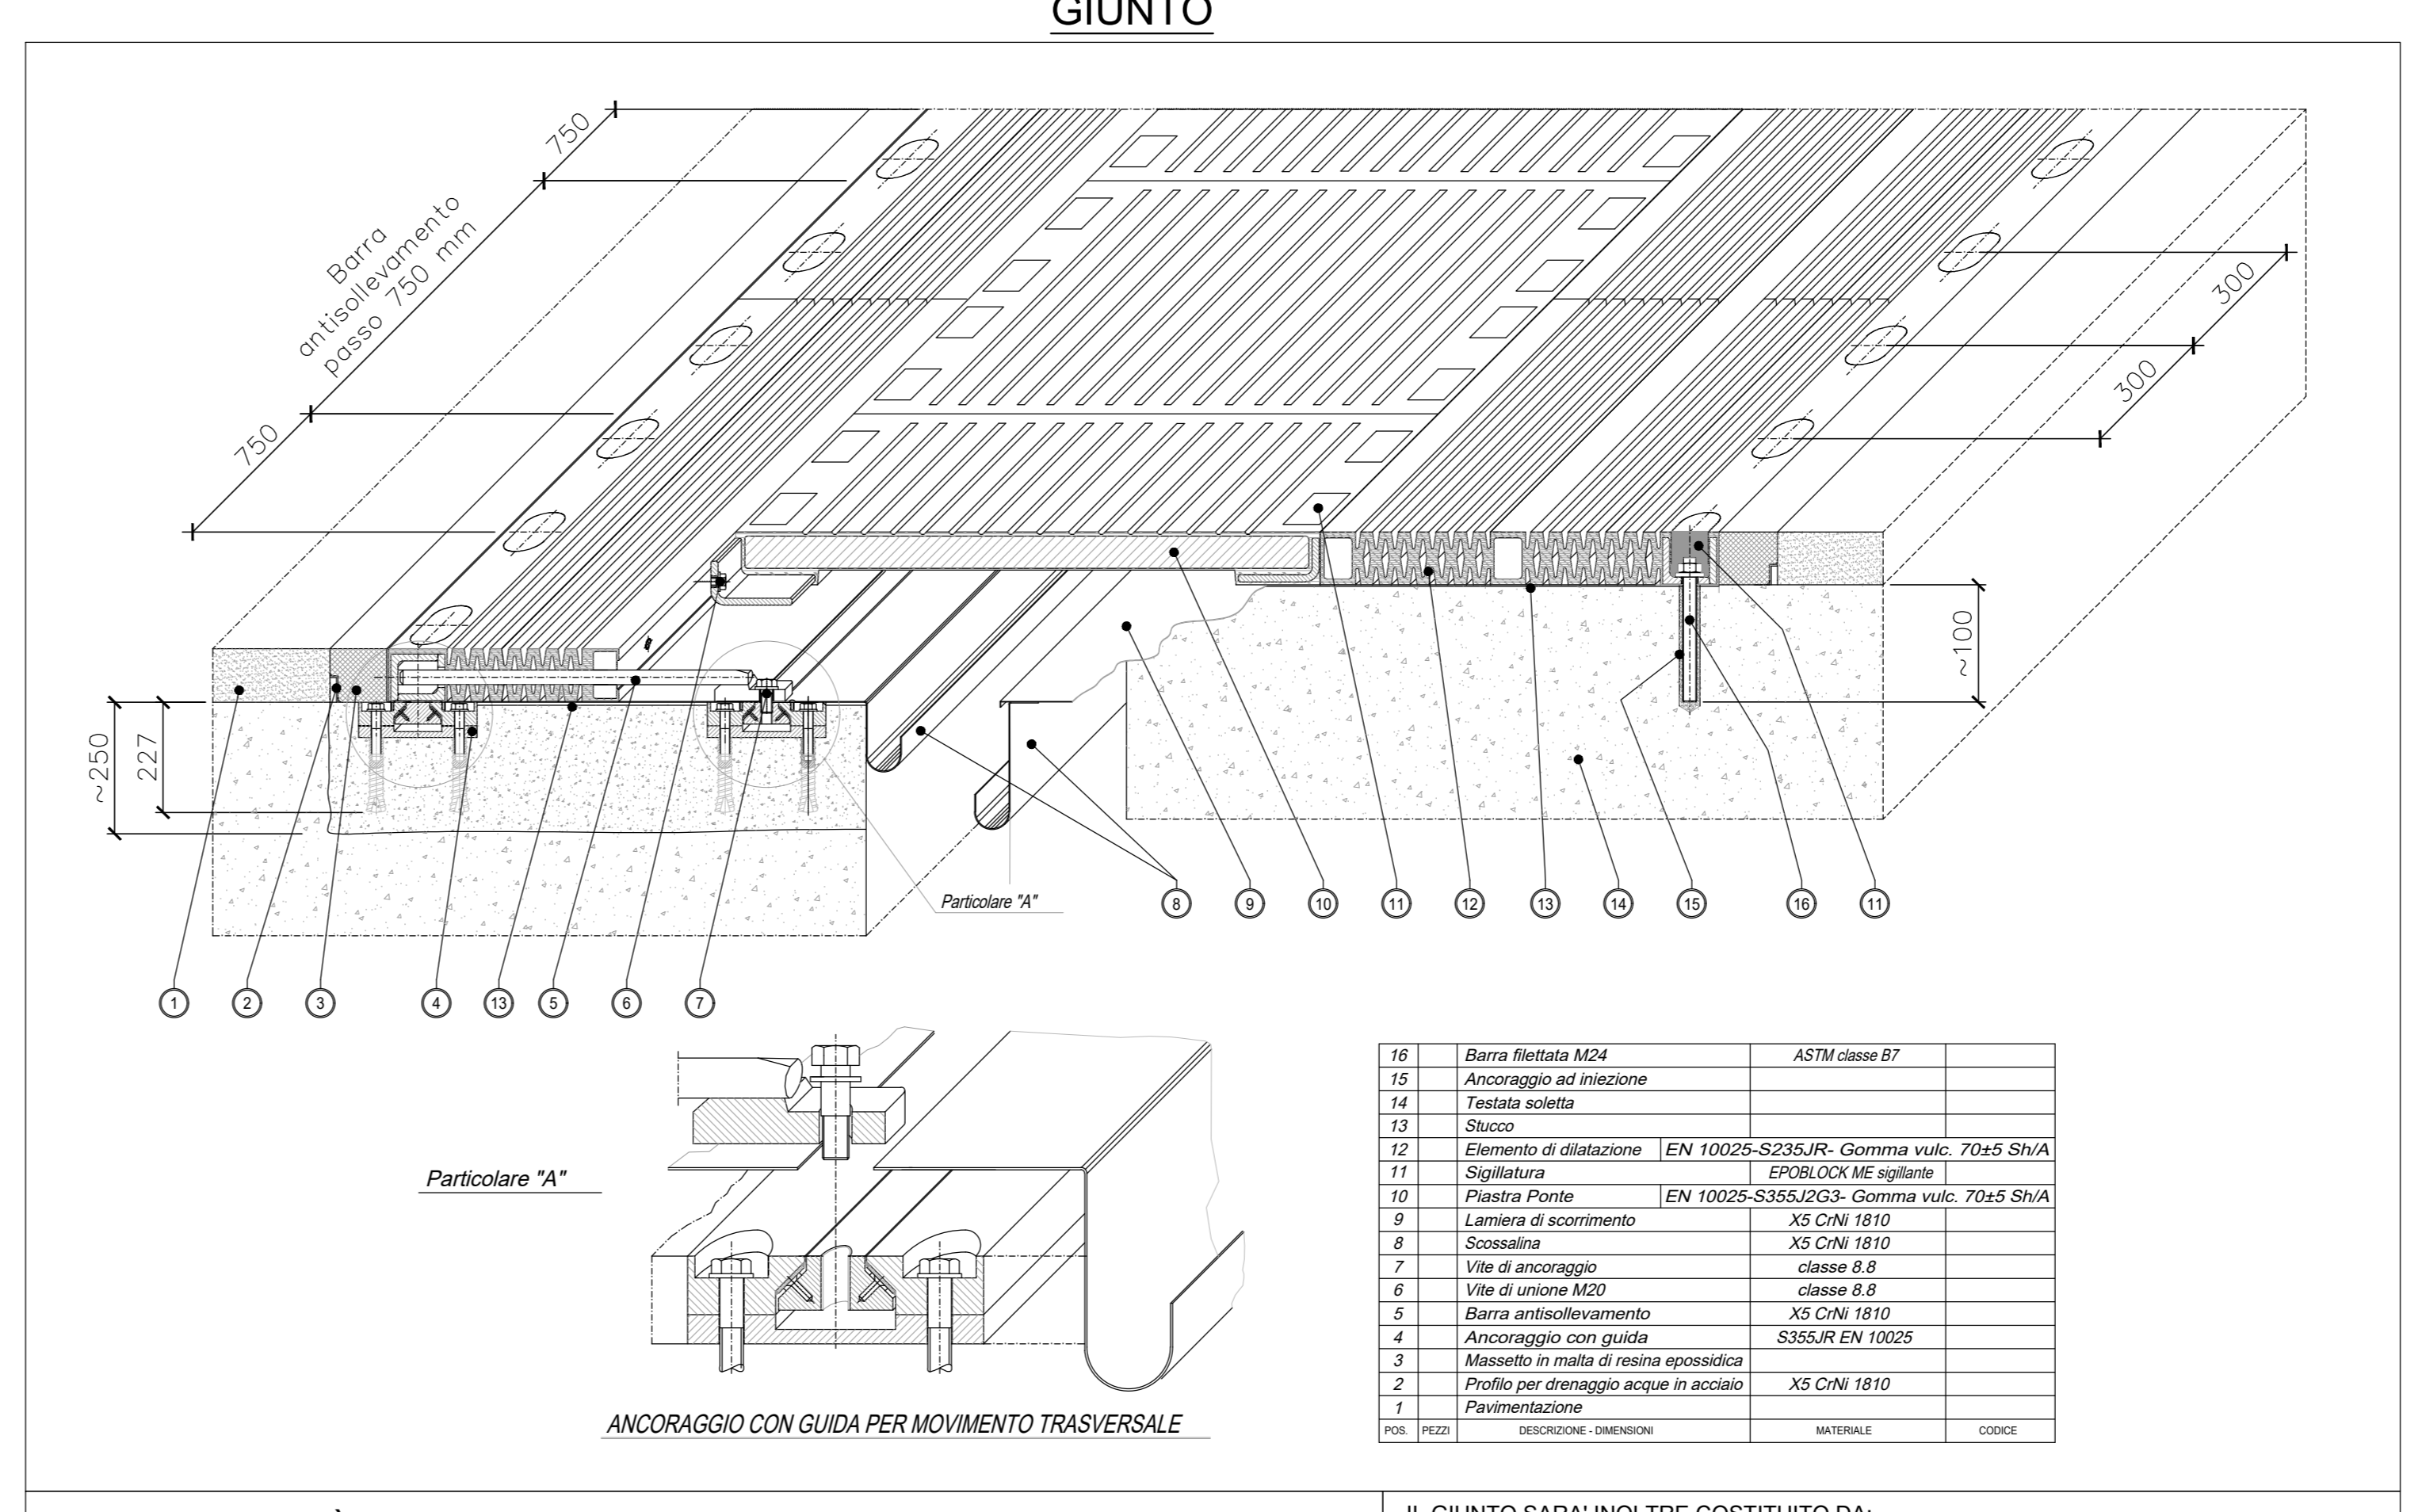 GIUNTO
750
Barra
antisollevamento
passo 750 mm
750
300
300
~100
~250
227
Particolare "A"
8
9
10
11
12
13
14
15
16
11
1
2
3
4
13
5
6
7
Particolare "A"
ANCORAGGIO CON GUIDA PER MOVIMENTO TRASVERSALE
16 Barra filettata M24 ASTM classe B7
15 Ancoraggio ad iniezione
14 Testata soletta
13 Stucco
12 Elemento di dilatazione EN 10025-S235JR- Gomma vulc. 70±5 Sh/A
11 Sigillatura EPOBLOCK ME sigillante
10 Piastra Ponte EN 10025-S355J2G3- Gomma vulc. 70±5 Sh/A
9 Lamiera di scorrimento X5 CrNi 1810
8 Scossalina X5 CrNi 1810
7 Vite di ancoraggio classe 8.8
6 Vite di unione M20 classe 8.8
5 Barra antisollevamento X5 CrNi 1810
4 Ancoraggio con guida S355JR EN 10025
3 Massetto in malta di resina epossidica
2 Profilo per drenaggio acque in acciaio X5 CrNi 1810
1 Pavimentazione
POS. PEZZI DESCRIZIONE - DIMENSIONI MATERIALE CODICE
IL GIUNTO SARA' INOLTRE COSTITUITO DA: